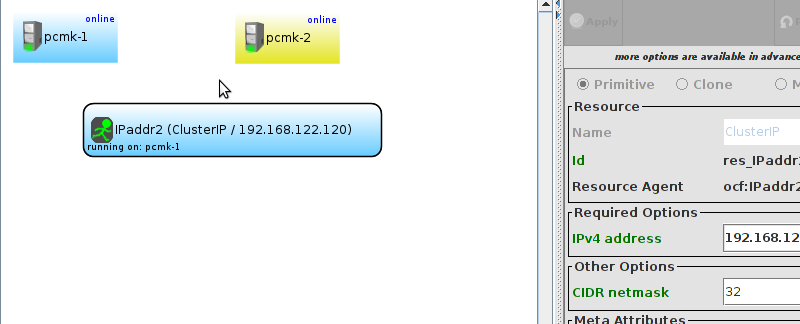 online
pcmk-1
online
pcmk-2
IPaddr2 (ClusterIP / 192.168.122.120)
running on: pcmk-1
Apply
more options are available in advance
Primitive
Clone
M
Resource
Name
ClusterIP
Id
res_IPaddr2
Resource Agent
ocf:IPaddr2
Required Options
IPv4 address
192.168.12
Other Options
CIDR netmask
32
Meta Attributes